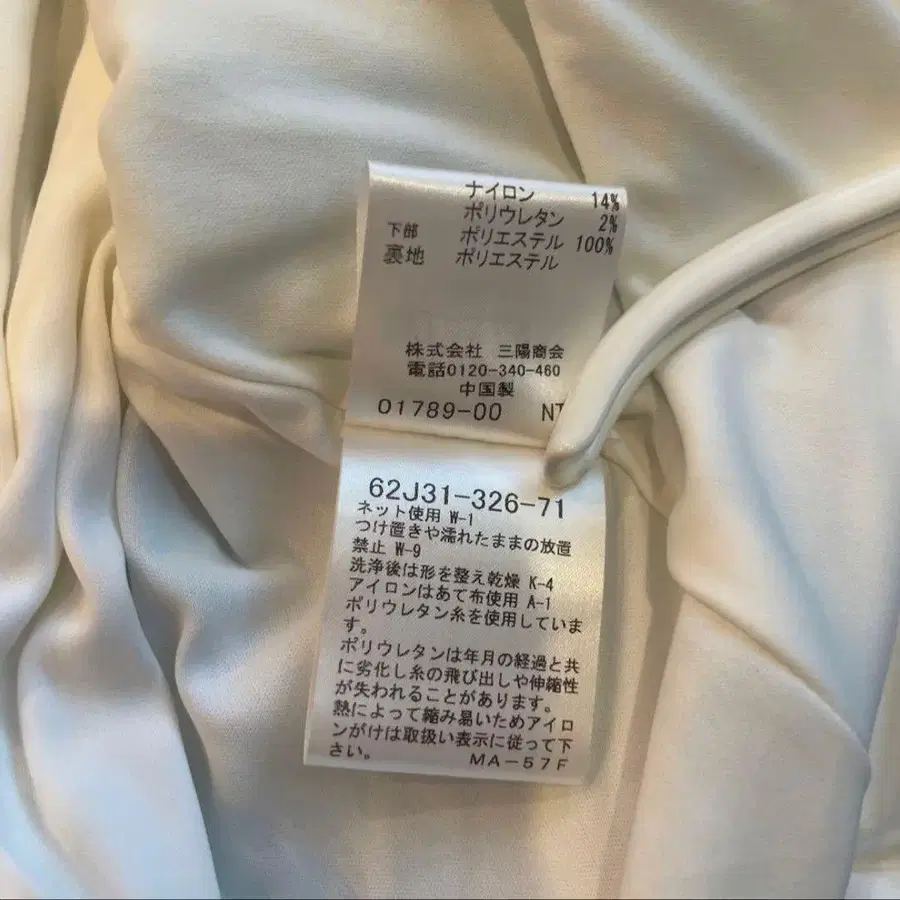 ナイロン 14%
ポリウレタン 2%
下部 ポリエステル 100%
裏地 ポリエステル
株式会社 三陽商会
電話0120-340-460
中国製
01789-00 NT
62J31-326-71
ネット使用 W-1
つけ置きや濡れたままの放置
禁止 W-9
洗浄後は形を整え乾燥 K-4
アイロンはあて布使用 A-1
ポリウレタン糸を使用していま
す。
ポリウレタンは年月の経過と共
に劣化し糸の飛び出しや伸縮性
が失われることがあります。
熱によって縮み易いためアイロ
ンがけは取扱い表示に従って下
さい。 MA-57F